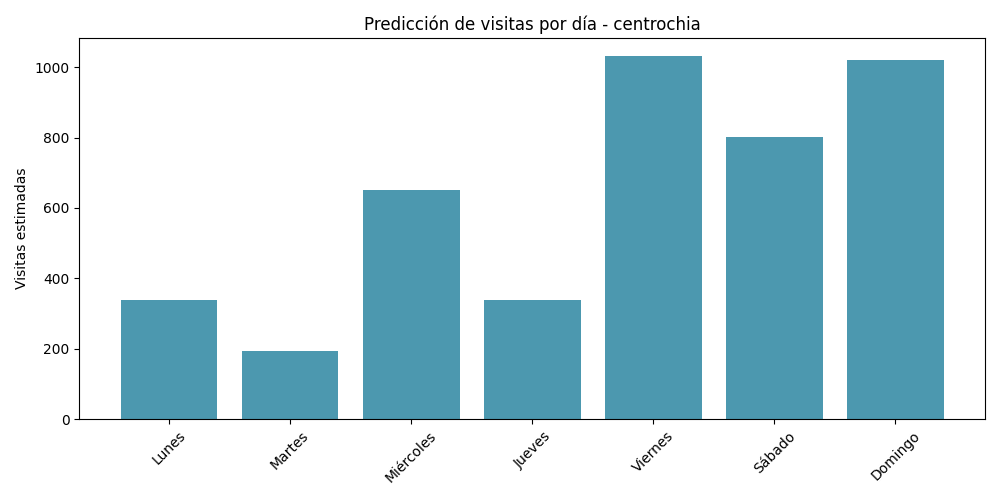 Predicción de visitas por día - centrochia
Visitas estimadas
1000
800
600
400
200
0
Lunes
Martes
Miércoles
Jueves
Viernes
Sábado
Domingo